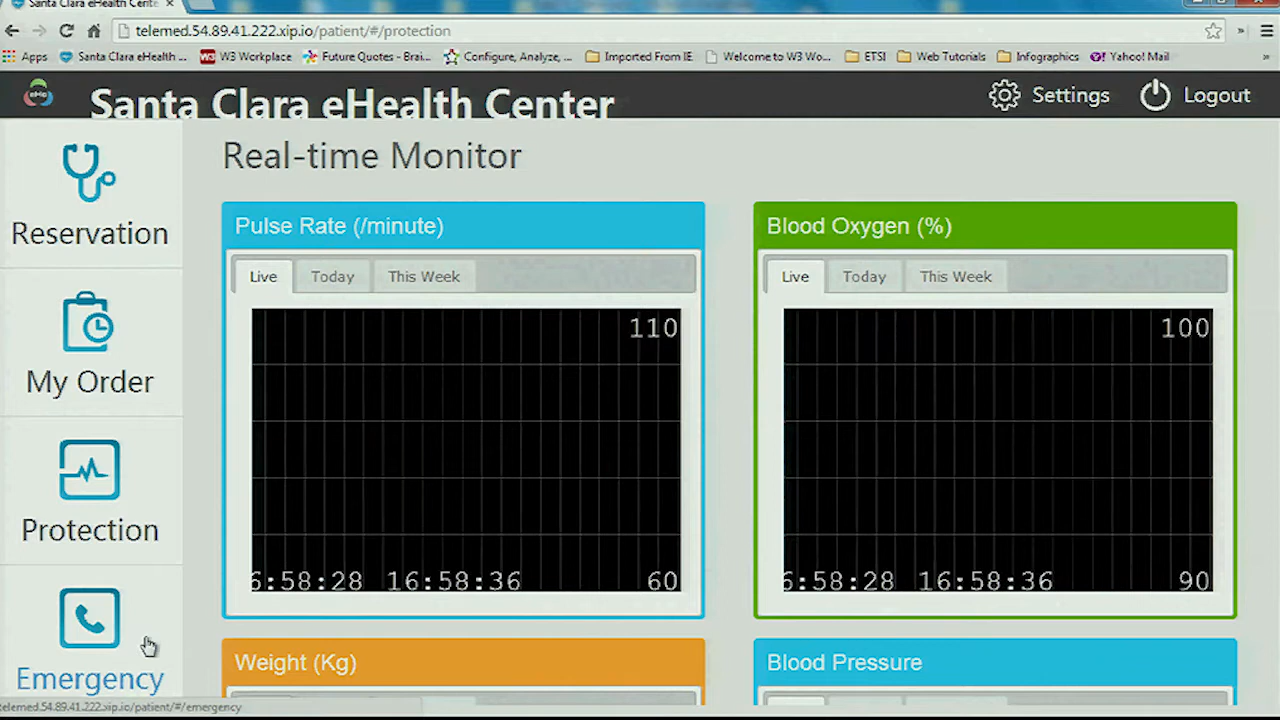 Santa Clara eHealth Cente
telemed.54.89.41.222.xip.io/patient/#/protection
Apps Santa Clara eHealth ... W3 Workplace Future Quotes - Brai... Configure, Analyze, ... Imported From IE Welcome to W3 Wo... ETSI Web Tutorials Infographics Yahoo! Mail »
Santa Clara eHealth Center Settings Logout
Real-time Monitor
Reservation
My Order
Protection
Emergency
Pulse Rate (/minute)
Live Today This Week
110
6:58:28 16:58:36 60
Blood Oxygen (%)
Live Today This Week
100
6:58:28 16:58:36 90
Weight (Kg)
Blood Pressure
telemed.54.89.41.222.xip.io/patient/#/emergency